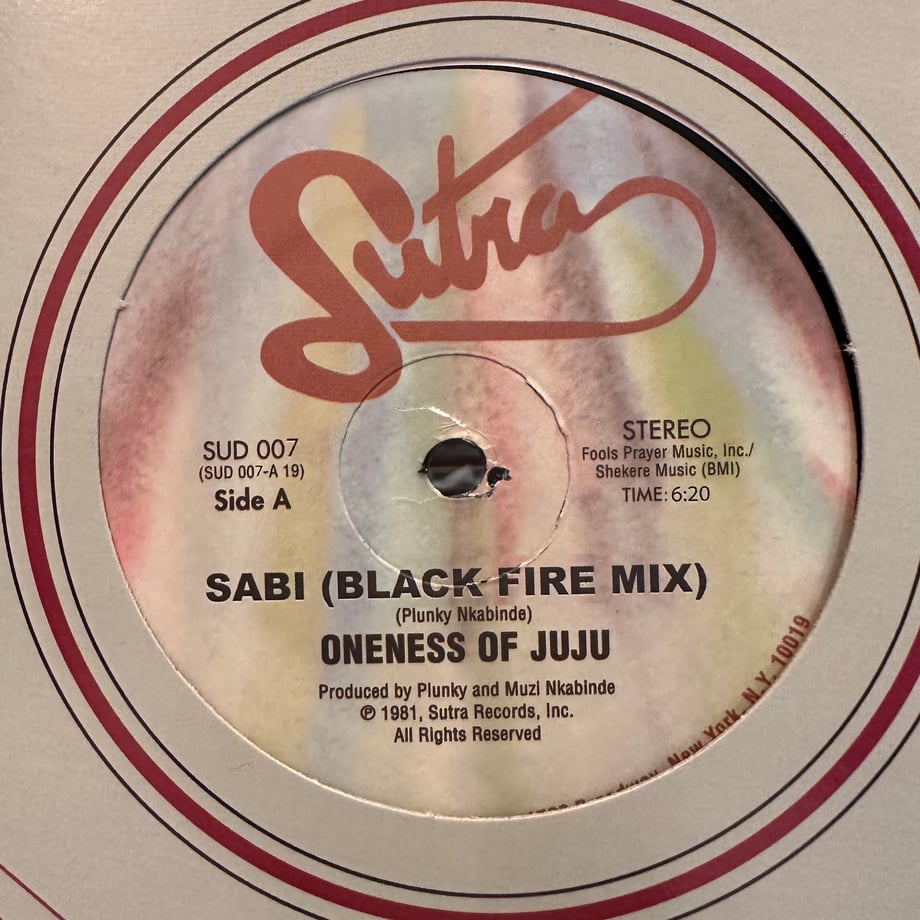 Sutra
SUD 007
(SUD 007-A 19)
Side A
STEREO
Fools Prayer Music, Inc./
Shekere Music (BMI)
TIME: 6:20
SABI (BLACK FIRE MIX)
(Plunky Nkabinde)
ONENESS OF JUJU
Produced by Plunky and Muzi Nkabinde
℗ 1981, Sutra Records, Inc.
All Rights Reserved
New York, N.Y. 10019